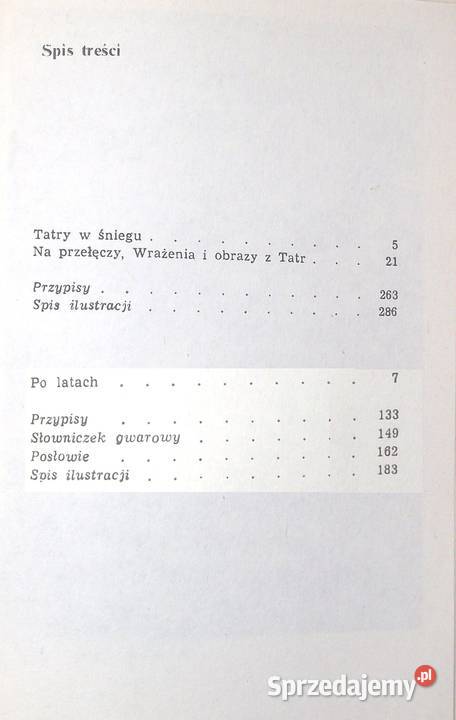 Spis treści
Tatry w śniegu . . . . . . . . . . 5
Na przełęczy, Wrażenia i obrazy z Tatr . . . 21
Przypisy . . . . . . . . . . . 263
Spis ilustracji . . . . . . . . . . 286
Po latach . . . . . . . . . . 7
Przypisy . . . . . . . . . . 133
Słowniczek gwarowy . . . . . . . 149
Posłowie . . . . . . . . . . 162
Spis ilustracji . . . . . . . . . 183
Sprzedajemy.pl